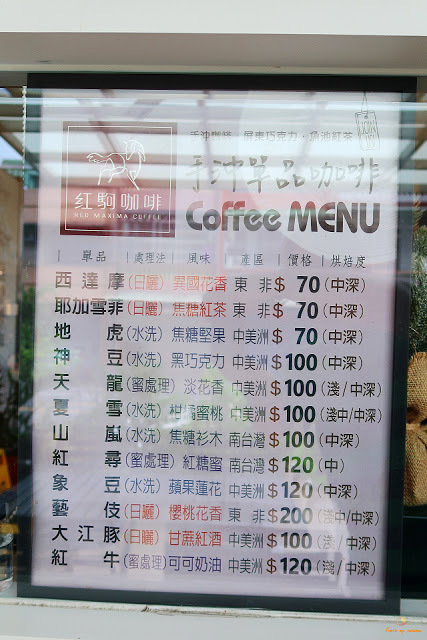 手沖咖啡．屏東巧克力．魚池紅茶
手沖單品咖啡
红駒咖啡
RED MAXIMA COFFEE
Coffee MENU
| 單品 | 處理法 | 風味 | 產區 | 價格 | 烘焙度
西達摩 (日曬) 異國花香 東非 $70 (中深)
耶加雪菲 (日曬) 焦糖紅茶 東非 $70 (中深)
地虎 (水洗) 焦糖堅果 中美洲 $70 (中深)
神豆 (水洗) 黑巧克力 中美洲 $100 (中深)
天龍 (蜜處理) 淡花香 中美洲 $100 (淺/中深)
夏雪 (水洗) 柑橘蜜桃 中美洲 $100 (淺中/中深)
山嵐 (水洗) 焦糖衫木 南台灣 $100 (中深)
紅尋 (蜜處理) 紅糖蜜 南台灣 $120 (中)
象豆 (水洗) 蘋果蓮花 中美洲 $120 (中深)
藝伎 (日曬) 櫻桃花香 東非 $200 (淺中/中深)
大江豚 (日曬) 甘蔗紅酒 中美洲 $100 (淺/中深)
紅牛 (蜜處理) 可可奶油 中美洲 $120 (淺/中深)